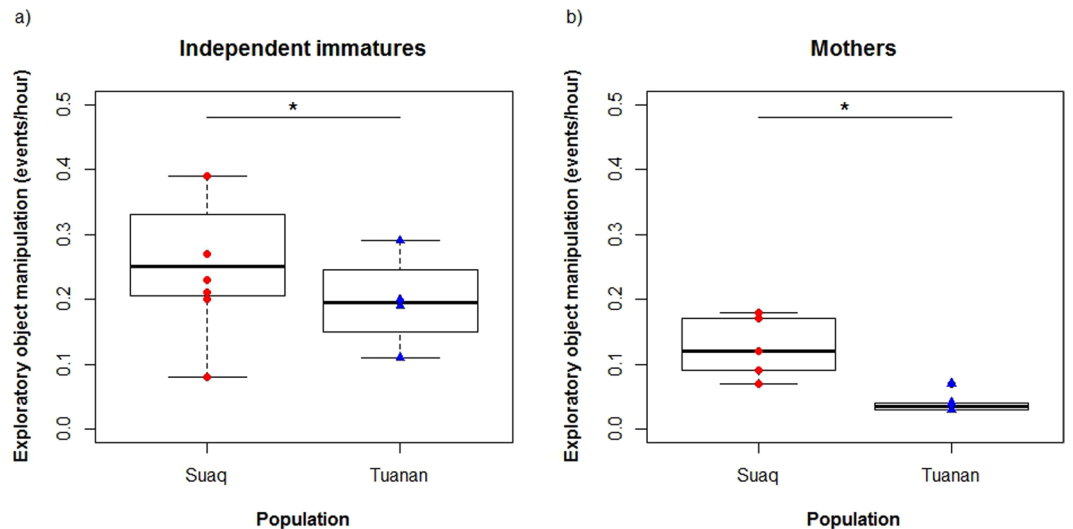 a)
Independent immatures
Exploratory object manipulation (events/hour)
0.5
0.4
0.3
0.2
0.1
0.0
*
Suaq
Tuanan
Population
b)
Mothers
Exploratory object manipulation (events/hour)
0.5
0.4
0.3
0.2
0.1
0.0
*
Suaq
Tuanan
Population